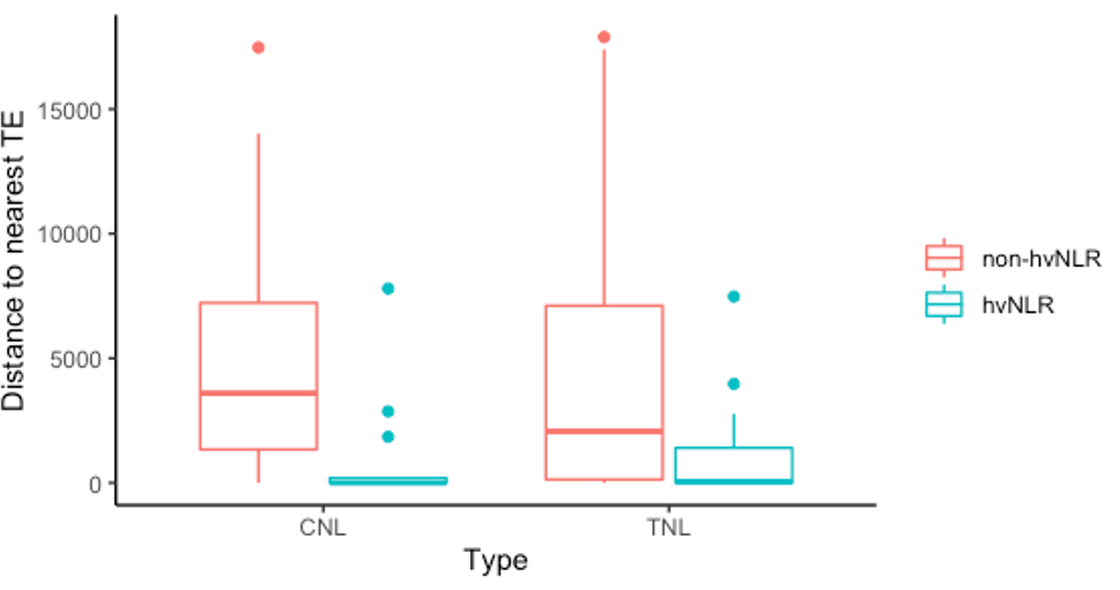 Distance to nearest TE
15000
10000
5000
0
CNL
TNL
Type
non-hvNLR
hvNLR